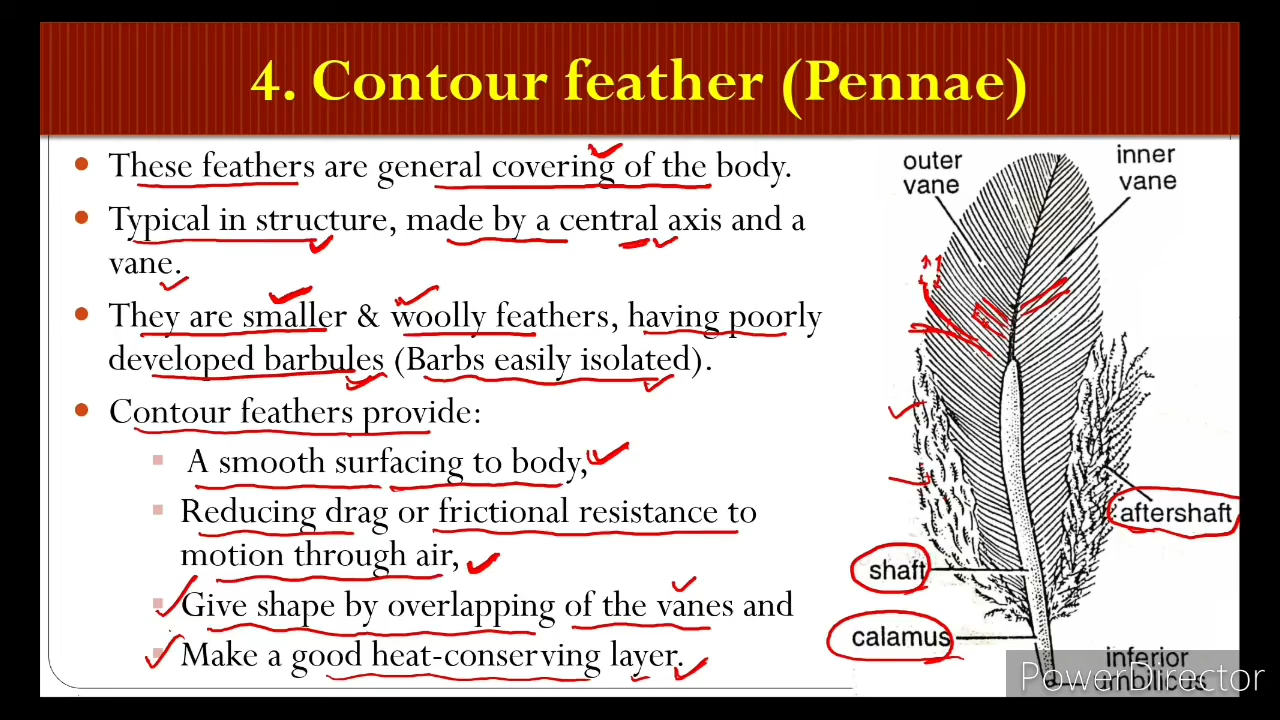 4. Contour feather (Pennae)
These feathers are general covering of the body.
Typical in structure, made by a central axis and a
vane.
They are smaller & woolly feathers, having poorly
developed barbules (Barbs easily isolated).
Contour feathers provide:
A smooth surfacing to body,
Reducing drag or frictional resistance to
motion through air,
Give shape by overlapping of the vanes and
Make a good heat-conserving layer.
outer
vane
inner
vane
aftershaft
shaft
calamus
inferior
umbilicus
PowerDirector